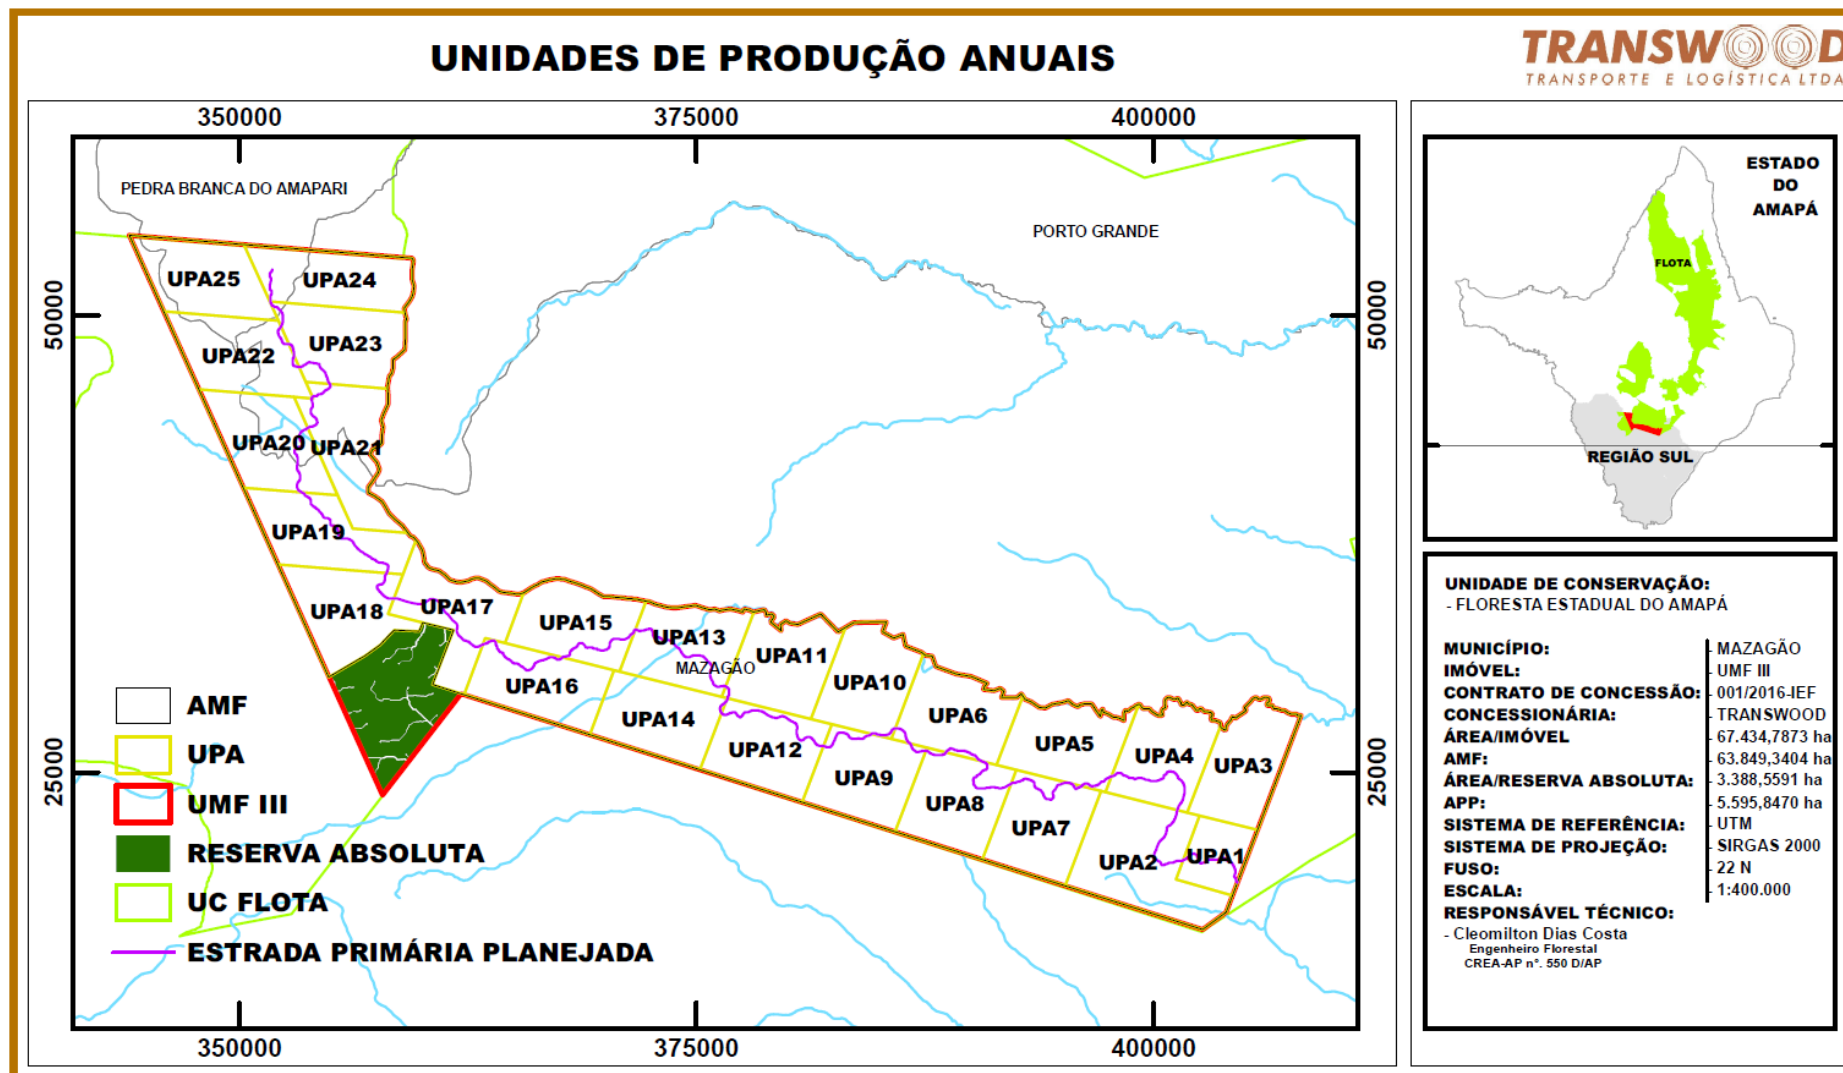 UNIDADES DE PRODUÇÃO ANUAIS
TRANSWOOD
TRANSPORTE E LOGÍSTICA LTDA
350000
375000
400000
50000
25000
50000
25000
350000
375000
400000
PEDRA BRANCA DO AMAPARI
PORTO GRANDE
MAZAGÃO
UPA25
UPA24
UPA23
UPA22
UPA20
UPA21
UPA19
UPA18
UPA17
UPA15
UPA13
UPA16
UPA11
UPA10
UPA14
UPA12
UPA6
UPA5
UPA4
UPA3
UPA9
UPA8
UPA7
UPA2
UPA1
AMF
UPA
UMF III
RESERVA ABSOLUTA
UC FLOTA
ESTRADA PRIMÁRIA PLANEJADA
ESTADO
DO
AMAPÁ
FLOTA
REGIÃO SUL
UNIDADE DE CONSERVAÇÃO:
- FLORESTA ESTADUAL DO AMAPÁ
MUNICÍPIO: - MAZAGÃO
IMÓVEL: - UMF III
CONTRATO DE CONCESSÃO: - 001/2016-IEF
CONCESSIONÁRIA: - TRANSWOOD
ÁREA/IMÓVEL - 67.434,7873 ha
AMF: - 63.849,3404 ha
ÁREA/RESERVA ABSOLUTA: - 3.388,5591 ha
APP: - 5.595,8470 ha
SISTEMA DE REFERÊNCIA: - UTM
SISTEMA DE PROJEÇÃO: - SIRGAS 2000
FUSO: - 22 N
ESCALA: - 1:400.000
RESPONSÁVEL TÉCNICO:
- Cleomilton Dias Costa
Engenheiro Florestal
CREA-AP nº. 550 D/AP